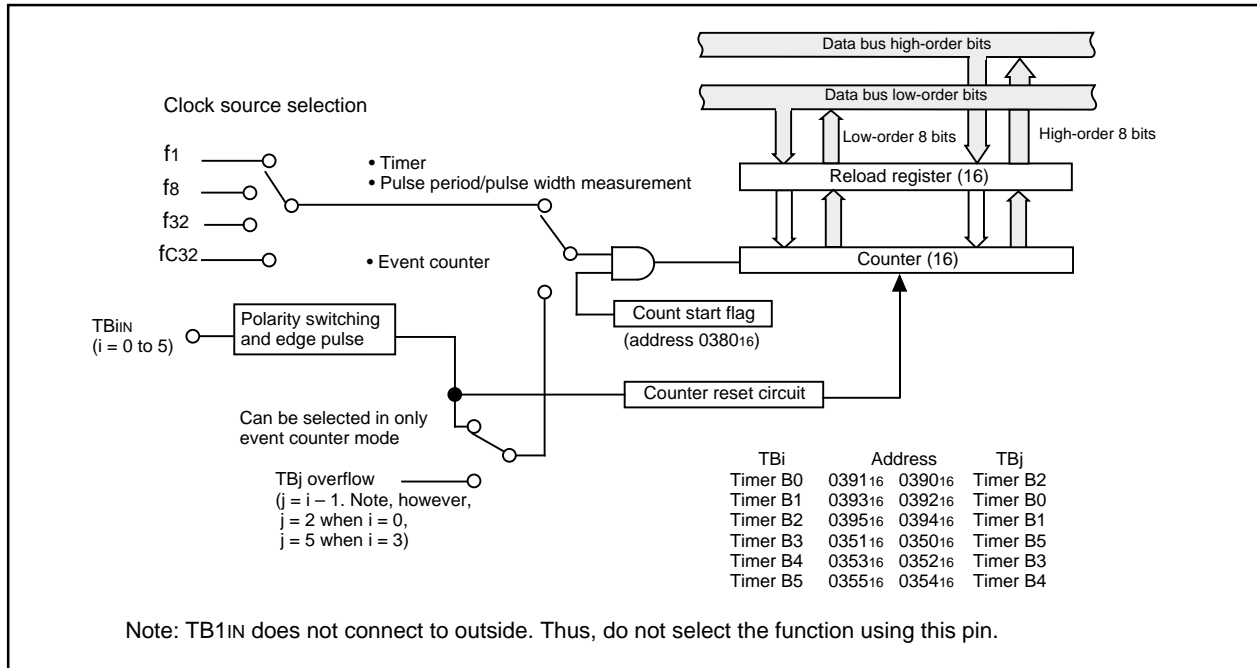 Data bus high-order bits
Data bus low-order bits
Clock source selection
Low-order 8 bits
High-order 8 bits
f1
• Timer
• Pulse period/pulse width measurement
Reload register (16)
f8
f32
fC32
• Event counter
Counter (16)
Count start flag
(address 038016)
TBiIN
(i = 0 to 5)
Polarity switching
and edge pulse
Counter reset circuit
Can be selected in only
event counter mode
TBj overflow
(j = i – 1. Note, however,
j = 2 when i = 0,
j = 5 when i = 3)
TBi Address TBj
Timer B0 039116 039016 Timer B2
Timer B1 039316 039216 Timer B0
Timer B2 039516 039416 Timer B1
Timer B3 035116 035016 Timer B5
Timer B4 035316 035216 Timer B3
Timer B5 035516 035416 Timer B4
Note: TB1IN does not connect to outside. Thus, do not select the function using this pin.